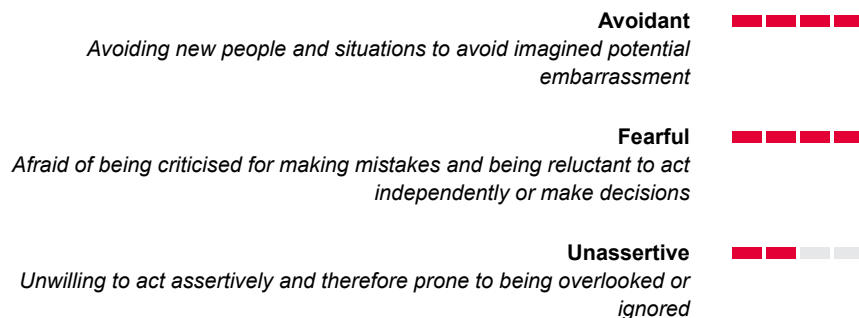 Avoidant
Avoiding new people and situations to avoid imagined potential
embarrassment
Fearful
Afraid of being criticised for making mistakes and being reluctant to act
independently or make decisions
Unassertive
Unwilling to act assertively and therefore prone to being overlooked or
ignored